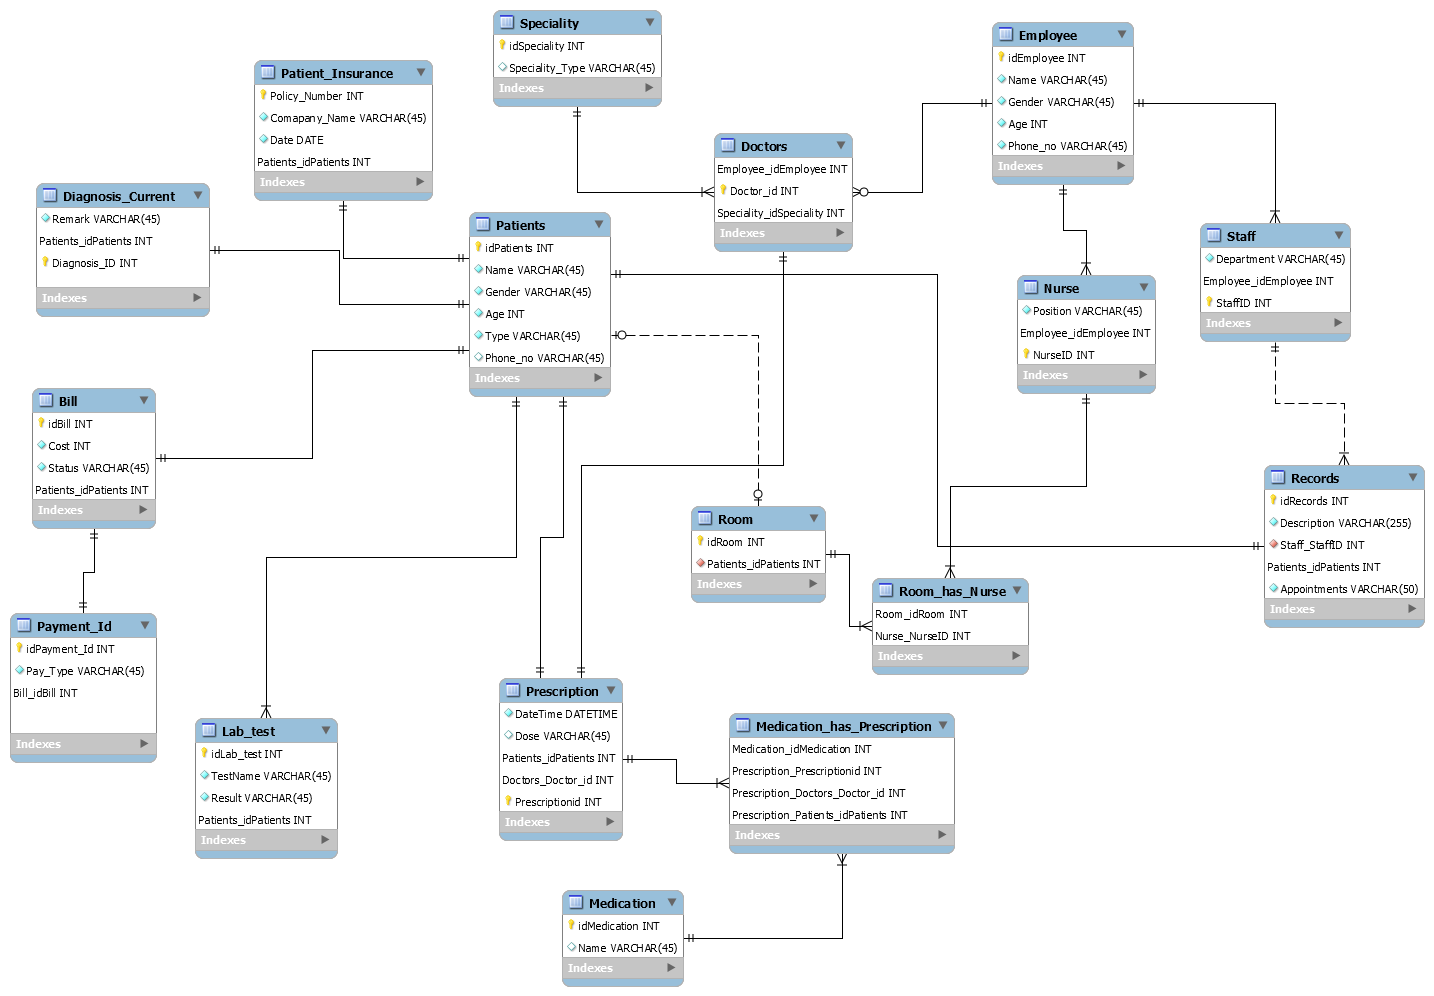 Speciality
idSpeciality INT
Speciality_Type VARCHAR(45)
Indexes
Employee
idEmployee INT
Name VARCHAR(45)
Gender VARCHAR(45)
Age INT
Phone_no VARCHAR(45)
Indexes
Patient_Insurance
Policy_Number INT
Comapany_Name VARCHAR(45)
Date DATE
Patients_idPatients INT
Indexes
Doctors
Employee_idEmployee INT
Doctor_id INT
Speciality_idSpeciality INT
Indexes
Diagnosis_Current
Remark VARCHAR(45)
Patients_idPatients INT
Diagnosis_ID INT
Indexes
Patients
idPatients INT
Name VARCHAR(45)
Gender VARCHAR(45)
Age INT
Type VARCHAR(45)
Phone_no VARCHAR(45)
Indexes
Staff
Department VARCHAR(45)
Employee_idEmployee INT
StaffID INT
Indexes
Nurse
Position VARCHAR(45)
Employee_idEmployee INT
NurseID INT
Indexes
Bill
idBill INT
Cost INT
Status VARCHAR(45)
Patients_idPatients INT
Indexes
Records
idRecords INT
Description VARCHAR(255)
Staff_StaffID INT
Patients_idPatients INT
Appointments VARCHAR(50)
Indexes
Room
idRoom INT
Patients_idPatients INT
Indexes
Room_has_Nurse
Room_idRoom INT
Nurse_NurseID INT
Indexes
Payment_Id
idPayment_Id INT
Pay_Type VARCHAR(45)
Bill_idBill INT
Indexes
Lab_test
idLab_test INT
TestName VARCHAR(45)
Result VARCHAR(45)
Patients_idPatients INT
Indexes
Prescription
DateTime DATETIME
Dose VARCHAR(45)
Patients_idPatients INT
Doctors_Doctor_id INT
Prescriptionid INT
Indexes
Medication_has_Prescription
Medication_idMedication INT
Prescription_Prescriptionid INT
Prescription_Doctors_Doctor_id INT
Prescription_Patients_idPatients INT
Indexes
Medication
idMedication INT
Name VARCHAR(45)
Indexes